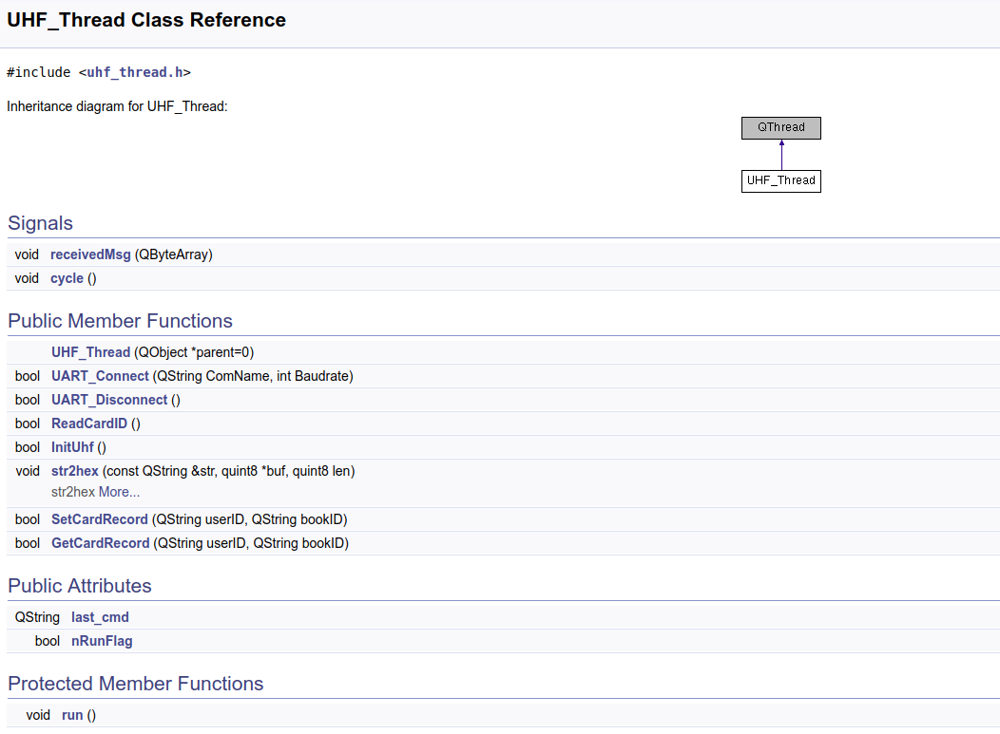 UHF_Thread Class Reference
#include <uhf_thread.h>
Inheritance diagram for UHF_Thread:
QThread
UHF_Thread
Signals
void receivedMsg (QByteArray)
void cycle ()
Public Member Functions
UHF_Thread (QObject *parent=0)
bool UART_Connect (QString ComName, int Baudrate)
bool UART_Disconnect ()
bool ReadCardID ()
bool InitUhf ()
void str2hex (const QString &str, quint8 *buf, quint8 len)
str2hex More...
bool SetCardRecord (QString userID, QString bookID)
bool GetCardRecord (QString userID, QString bookID)
Public Attributes
QString last_cmd
bool nRunFlag
Protected Member Functions
void run ()